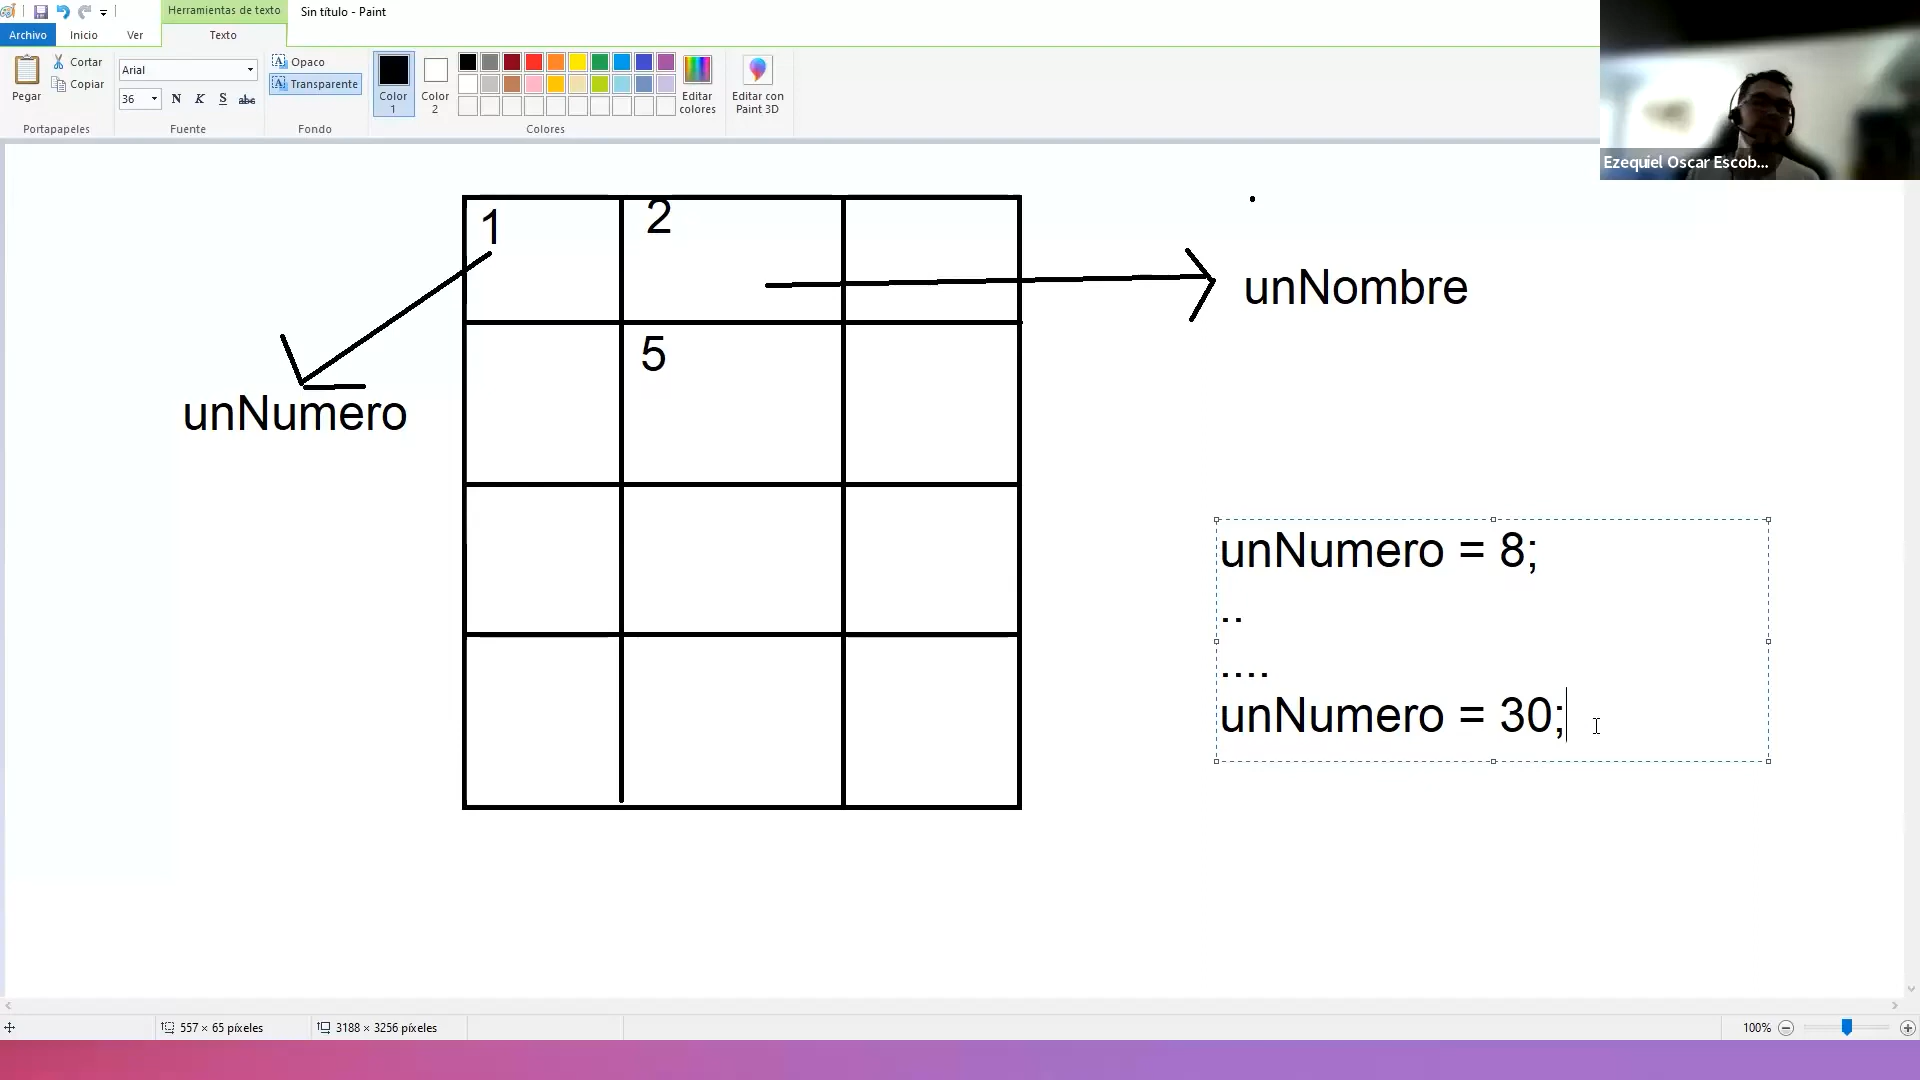 Herramientas de texto
Sin título - Paint
Archivo
Inicio
Ver
Texto
Pegar
Cortar
Copiar
Portapapeles
Arial
36
N K S abc
Fuente
Opaco
Transparente
Fondo
Color
1
Color
2
Editar
colores
Editar con
Paint 3D
Colores
Ezequiel Oscar Escob...
1
2
unNombre
5
unNumero
unNumero = 8;
..
....
unNumero = 30;
557 × 65 píxeles
3188 × 3256 píxeles
100%